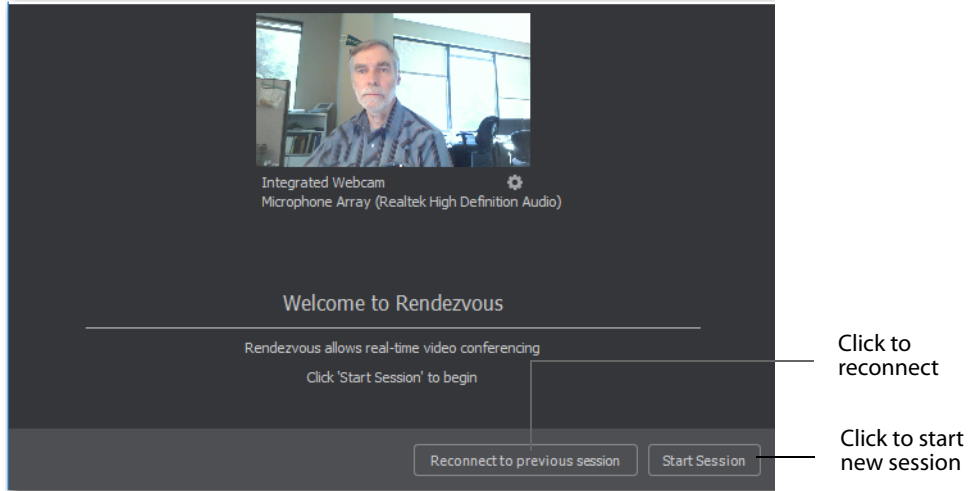 Integrated Webcam
Microphone Array (Realtek High Definition Audio)
Welcome to Rendezvous
Rendezvous allows real-time video conferencing
Click 'Start Session' to begin
Click to
reconnect
Reconnect to previous session
Start Session
Click to start
new session